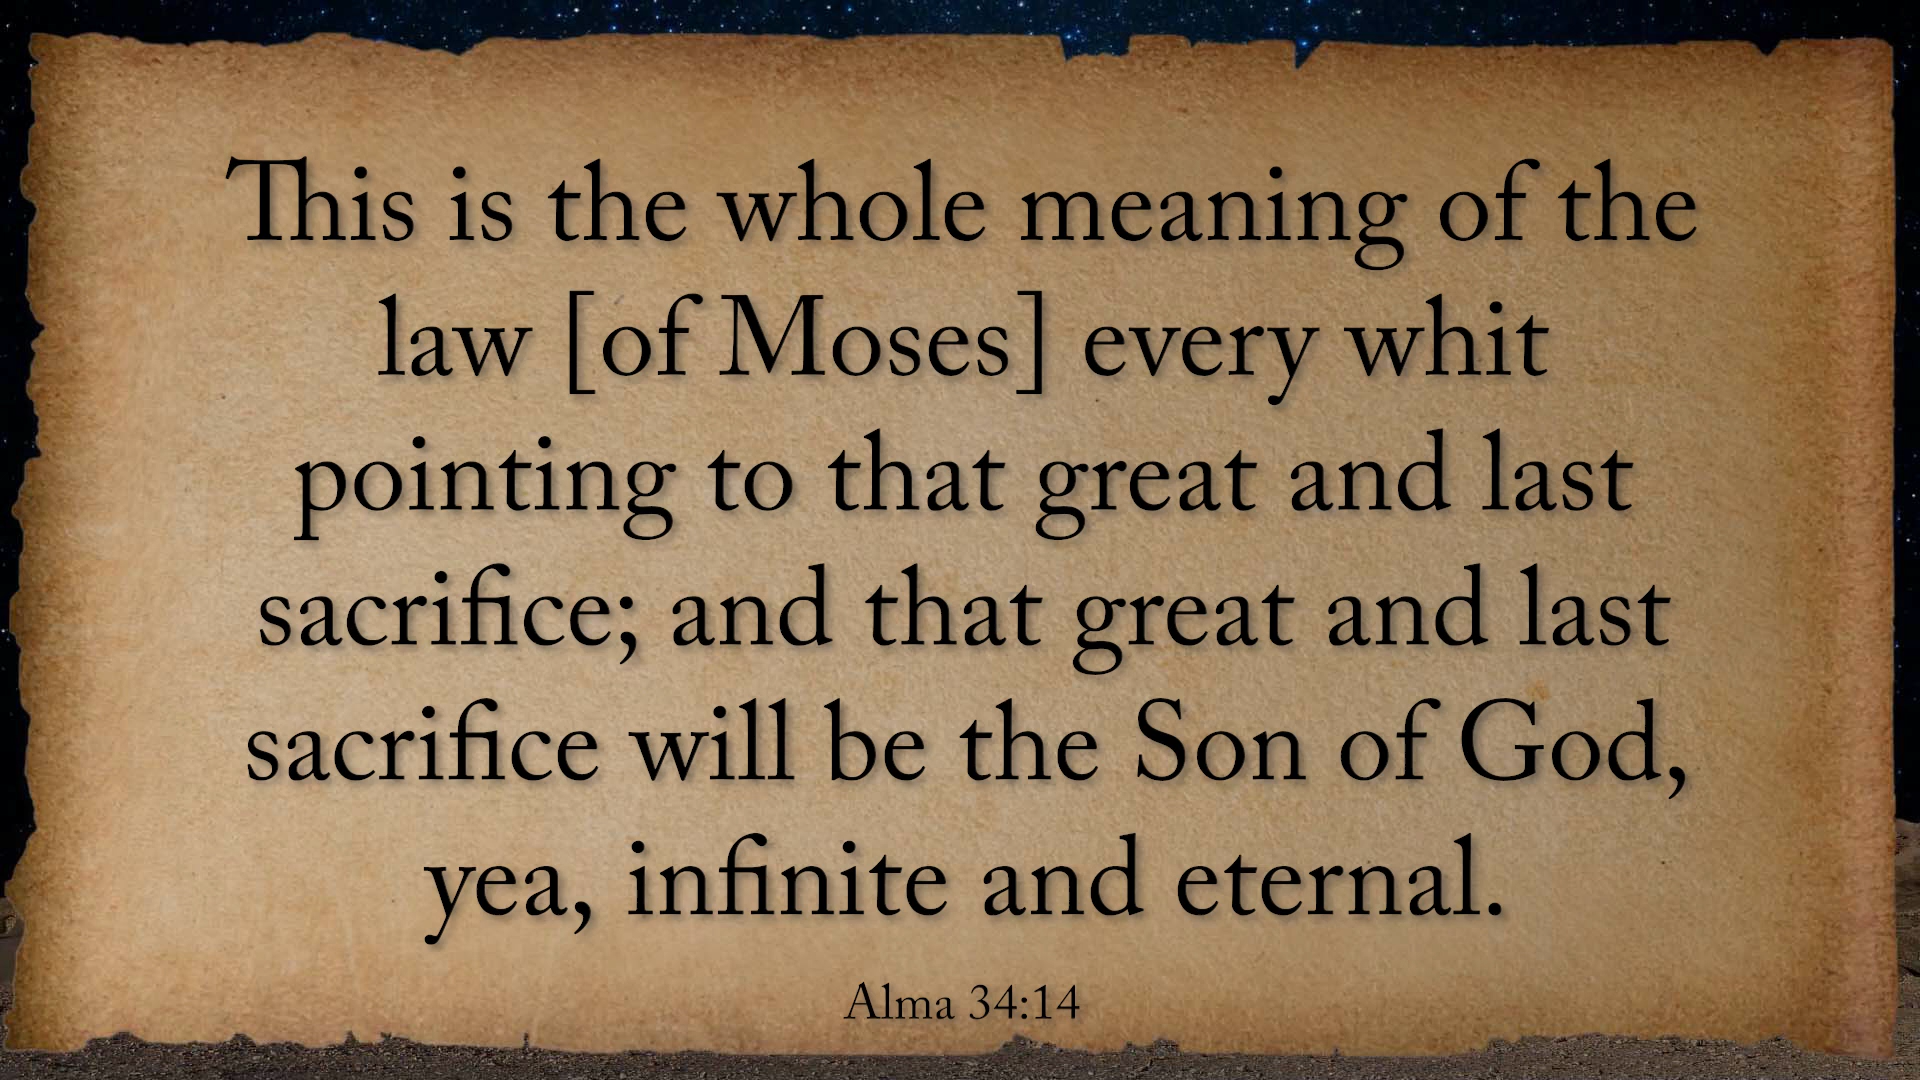 This is the whole meaning of the
law [of Moses] every whit
pointing to that great and last
sacrifice; and that great and last
sacrifice will be the Son of God,
yea, infinite and eternal.
Alma 34:14